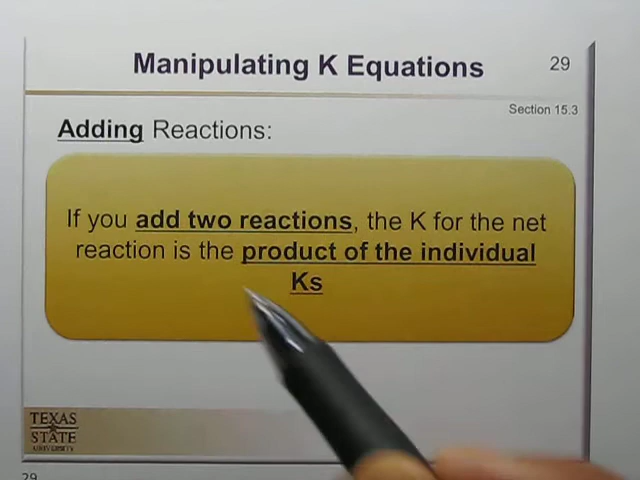 Manipulating K Equations
29
Section 15.3
Adding Reactions:
If you add two reactions, the K for the net
reaction is the product of the individual
Ks
TEXAS
STATE
UNIVERSITY
29